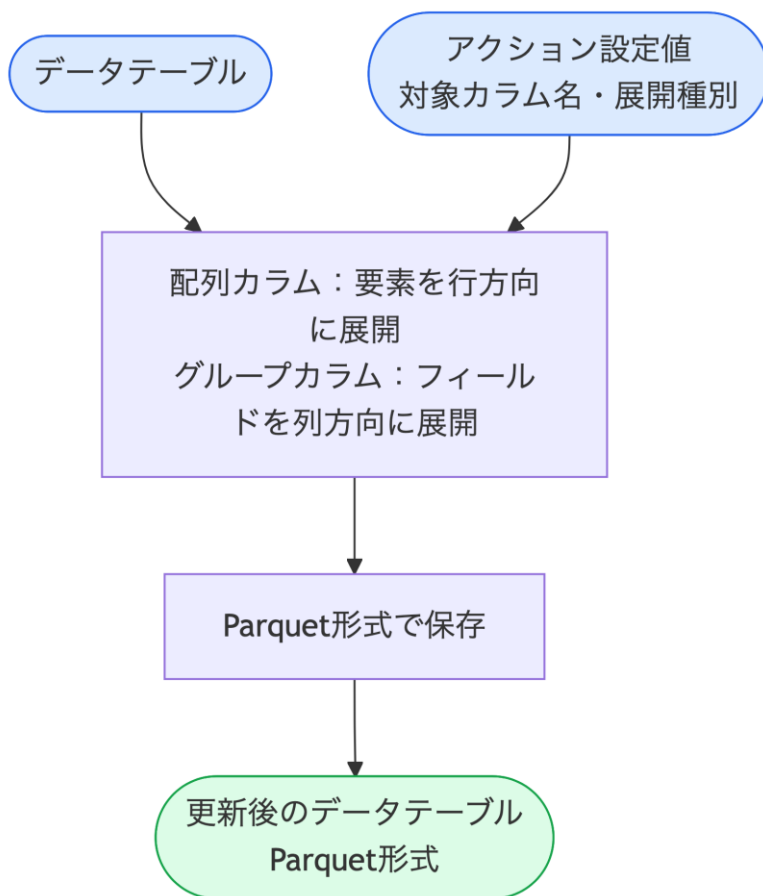 データテーブル
アクション設定値
対象カラム名・展開種別
配列カラム：要素を行方向
に展開
グループカラム：フィール
ドを列方向に展開
Parquet形式で保存
更新後のデータテーブル
Parquet形式